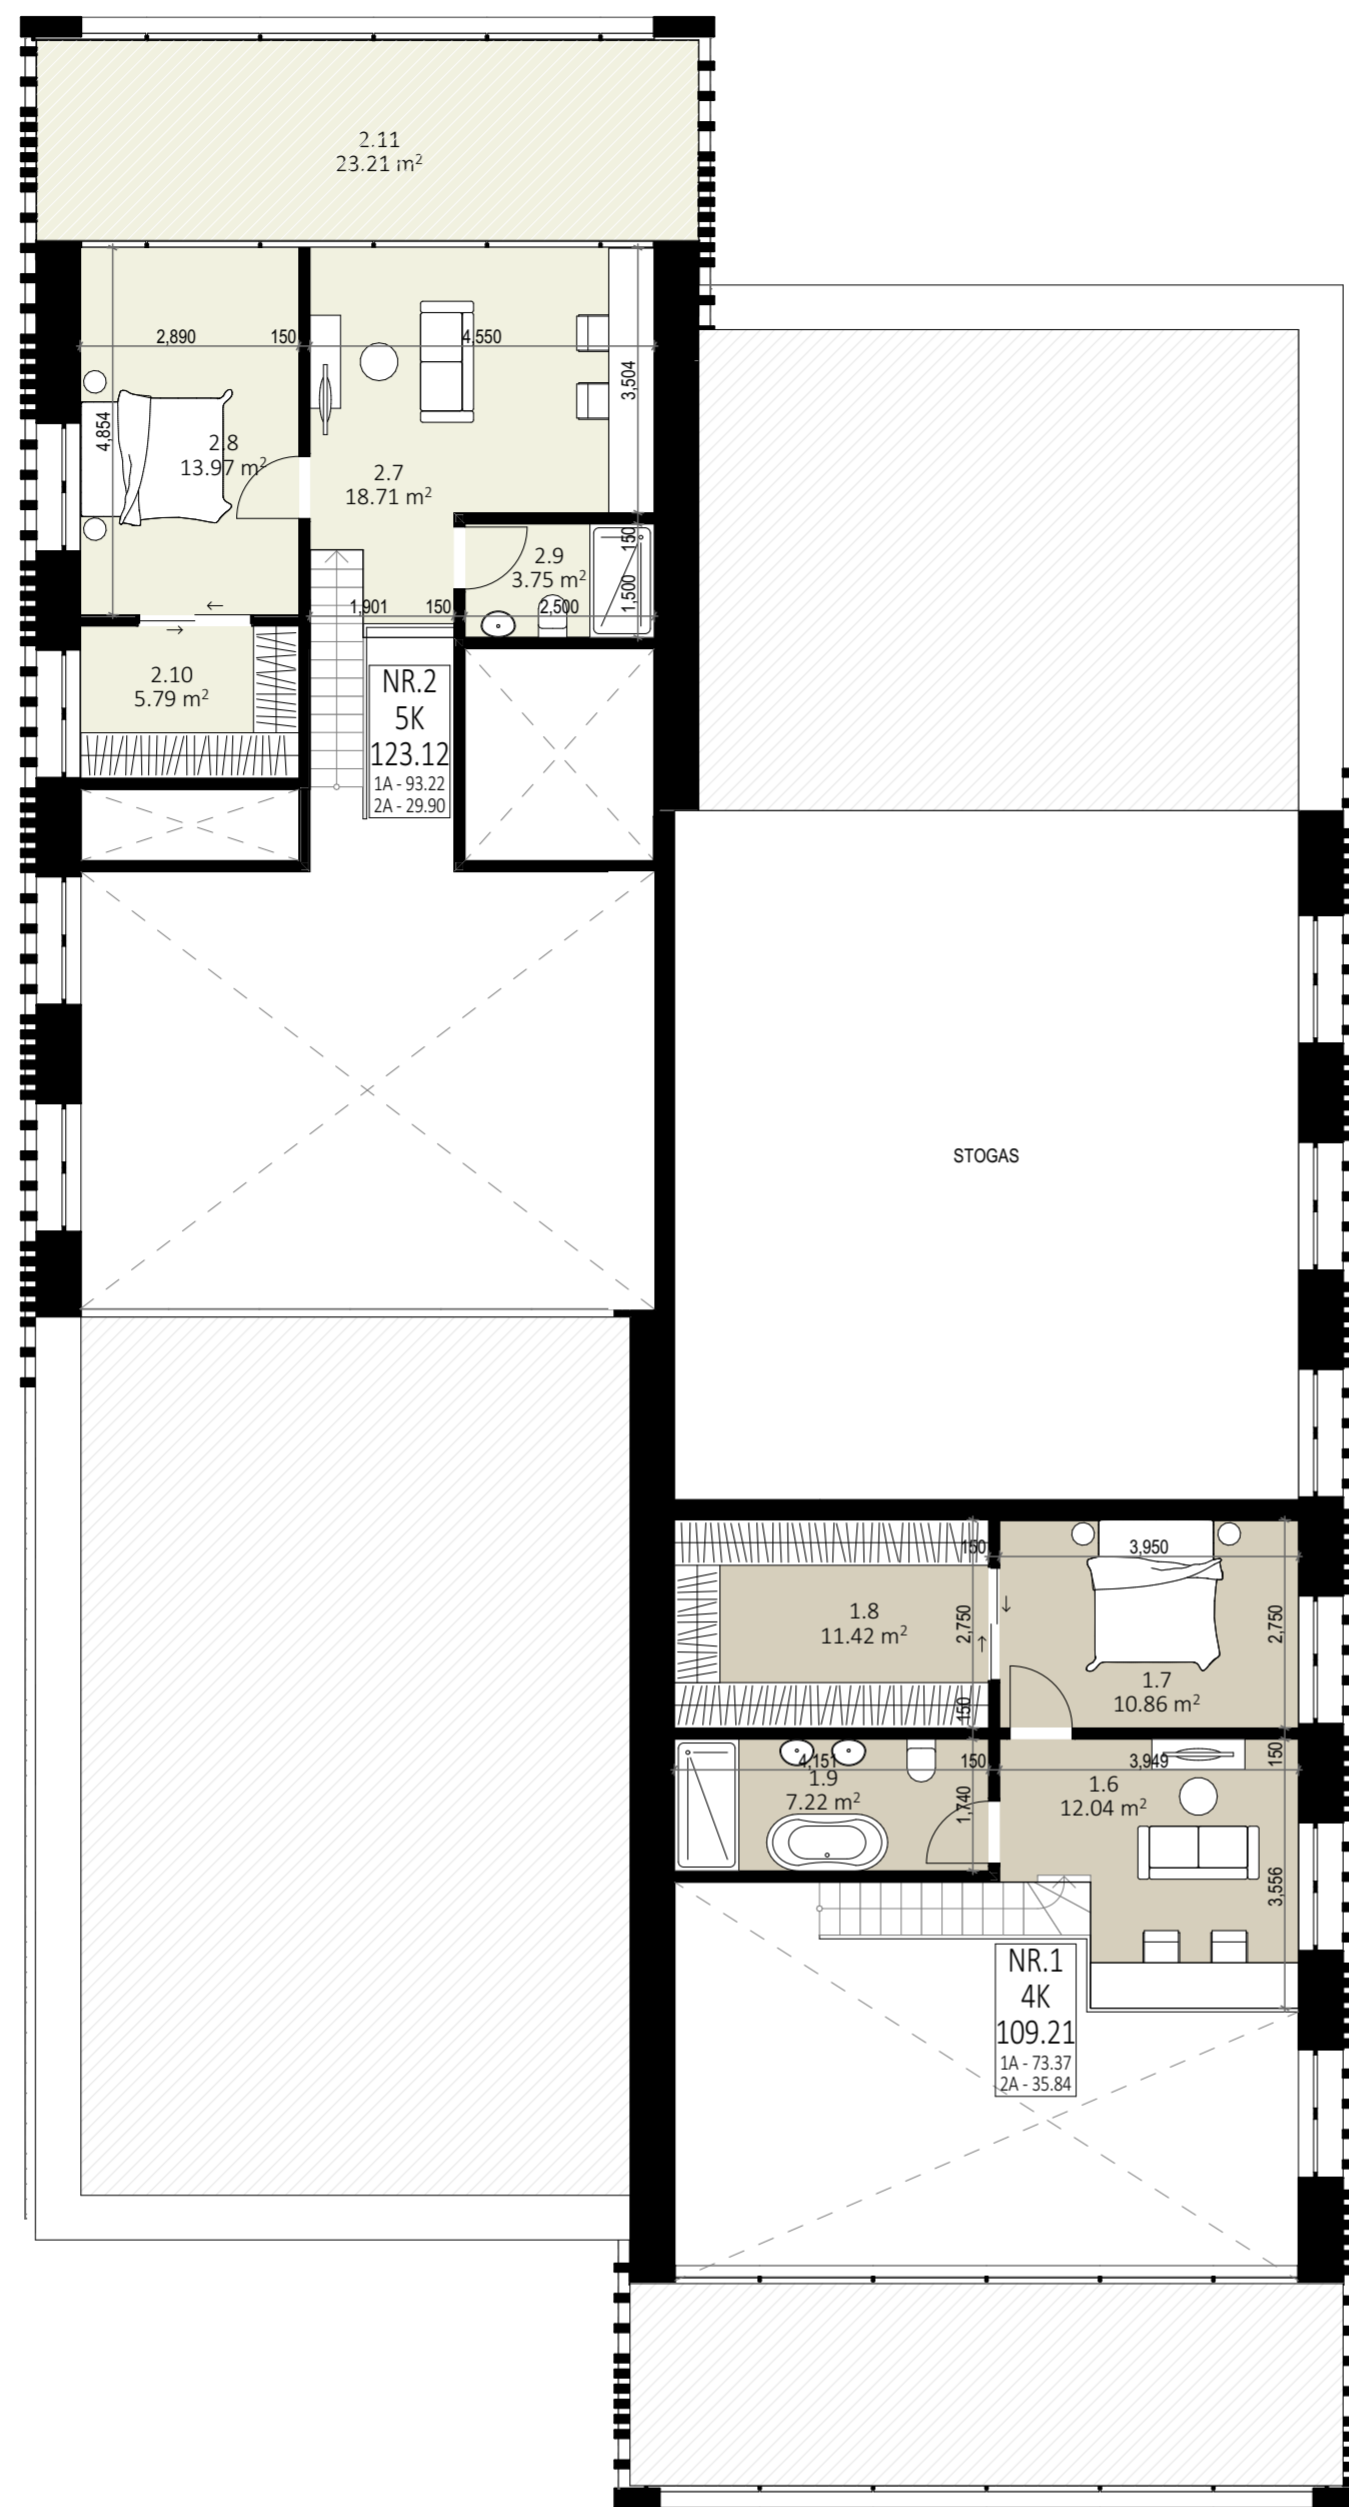 2.11
23.21 m²
2,890
150
4,550
3,504
4,854
2.8
13.97 m²
2.7
18.71 m²
150
2.9
3.75 m²
1,500
1,901
150
2,500
2.10
5.79 m²
NR.2
5K
123.12
1A - 93.22
2A - 29.90
STOGAS
150
3,950
2,750
2,750
1.8
11.42 m²
1.7
10.86 m²
150
4,151
150
3,949
150
1.9
7.22 m²
1,740
1.6
12.04 m²
3,556
NR.1
4K
109.21
1A - 73.37
2A - 35.84